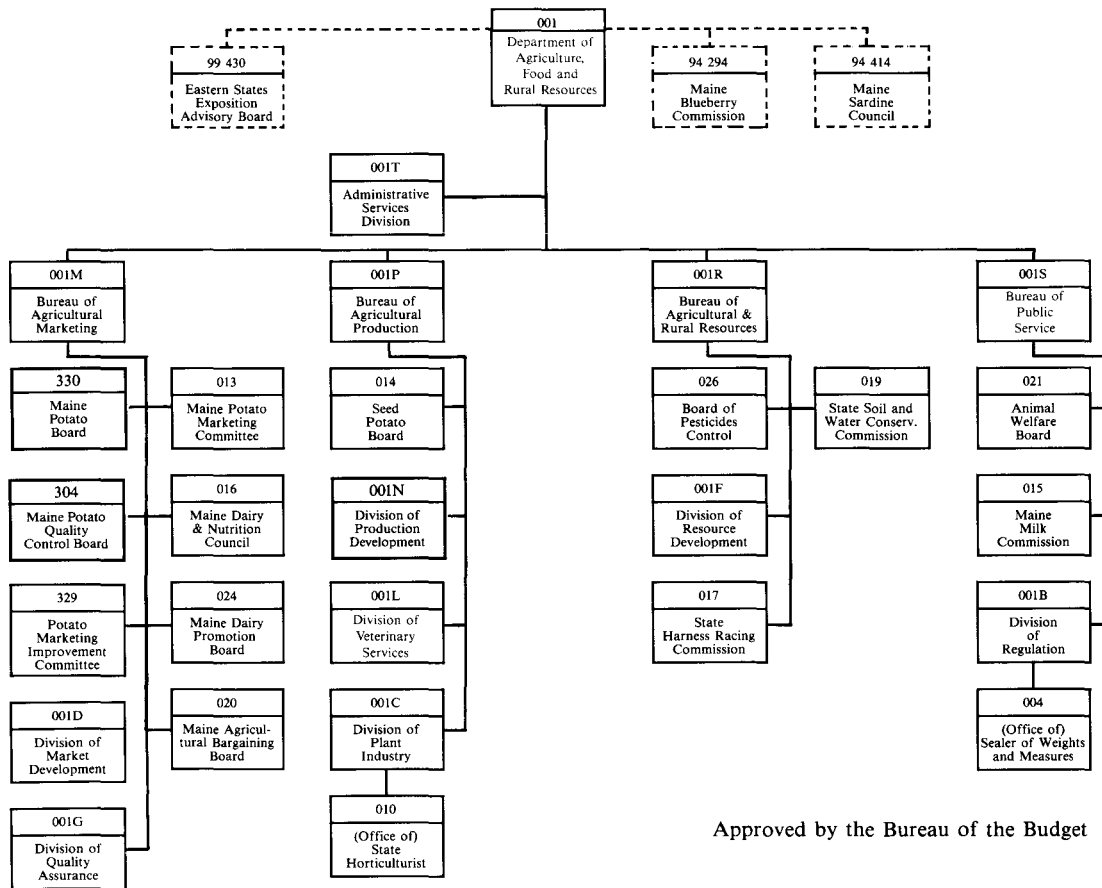 001
Department of
Agriculture,
Food and
Rural Resources
99 430
Eastern States
Exposition
Advisory Board
94 294
Maine
Blueberry
Commission
94 414
Maine
Sardine
Council
001T
Administrative
Services
Division
001M
Bureau of
Agricultural
Marketing
001P
Bureau of
Agricultural
Production
001R
Bureau of
Agricultural &
Rural Resources
001S
Bureau of
Public
Service
330
Maine
Potato
Board
013
Maine Potato
Marketing
Committee
014
Seed
Potato
Board
026
Board of
Pesticides
Control
019
State Soil and
Water Conserv.
Commission
021
Animal
Welfare
Board
304
Maine Potato
Quality
Control Board
016
Maine Dairy
& Nutrition
Council
001N
Division of
Production
Development
001F
Division of
Resource
Development
015
Maine
Milk
Commission
329
Potato
Marketing
Improvement
Committee
024
Maine Dairy
Promotion
Board
001L
Division of
Veterinary
Services
017
State
Harness Racing
Commission
001B
Division
of
Regulation
001D
Division of
Market
Development
020
Maine Agricul-
tural Bargaining
Board
001C
Division of
Plant
Industry
004
(Office of)
Sealer of Weights
and Measures
001G
Division of
Quality
Assurance
010
(Office of)
State
Horticulturist
Approved by the Bureau of the Budget